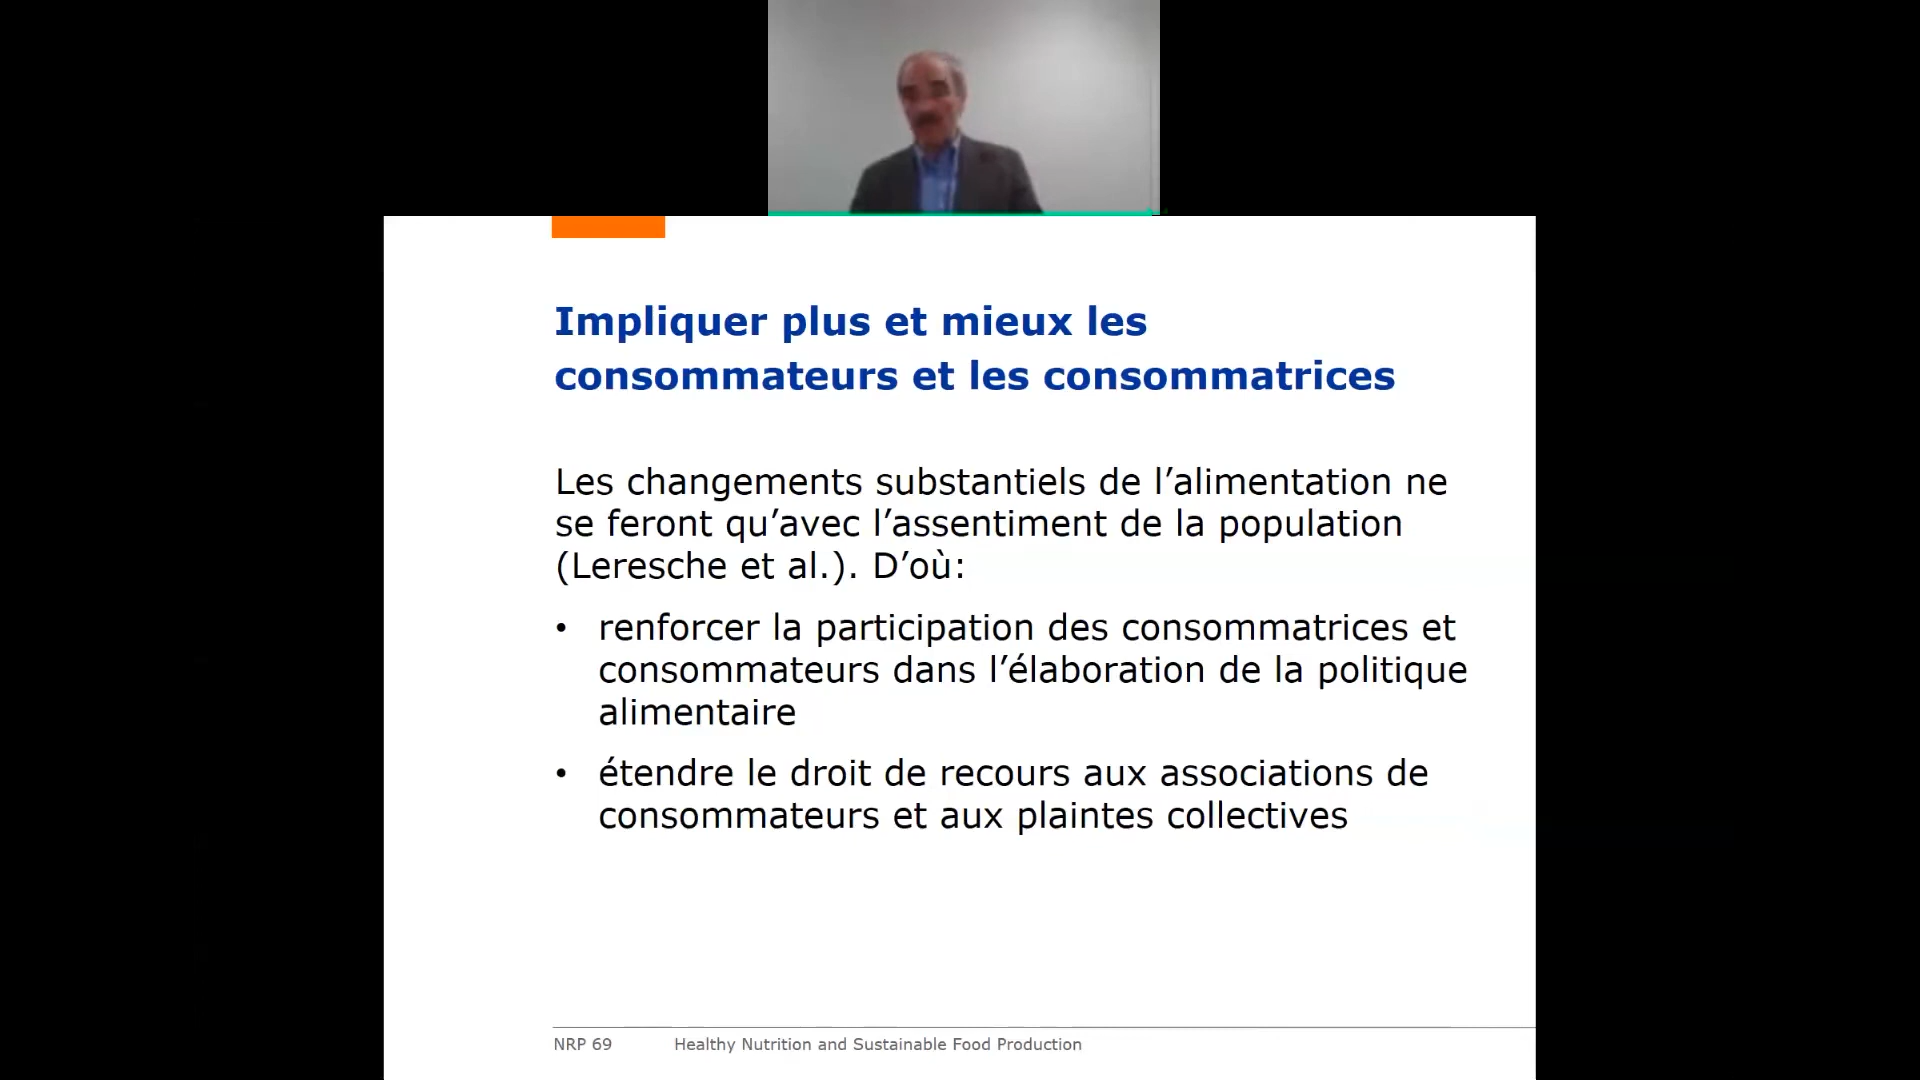 Impliquer plus et mieux les
consommateurs et les consommatrices
Les changements substantiels de l’alimentation ne
se feront qu’avec l’assentiment de la population
(Leresche et al.). D’où:
• renforcer la participation des consommatrices et
consommateurs dans l’élaboration de la politique
alimentaire
• étendre le droit de recours aux associations de
consommateurs et aux plaintes collectives
NRP 69 Healthy Nutrition and Sustainable Food Production